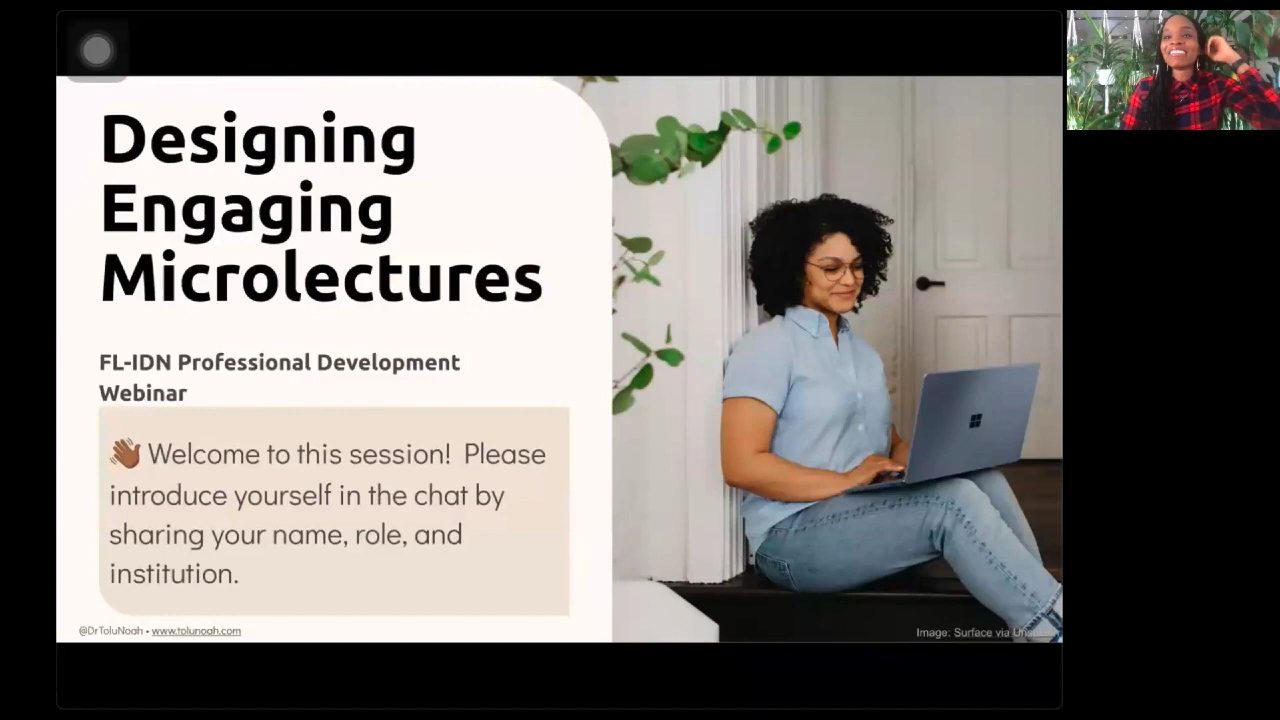 Designing
Engaging
Microlectures
FL-IDN Professional Development
Webinar
👋🏾 Welcome to this session!  Please
introduce yourself in the chat by
sharing your name, role, and
institution.
@DrToluNoah • www.tolunoah.com
Image: Surface via